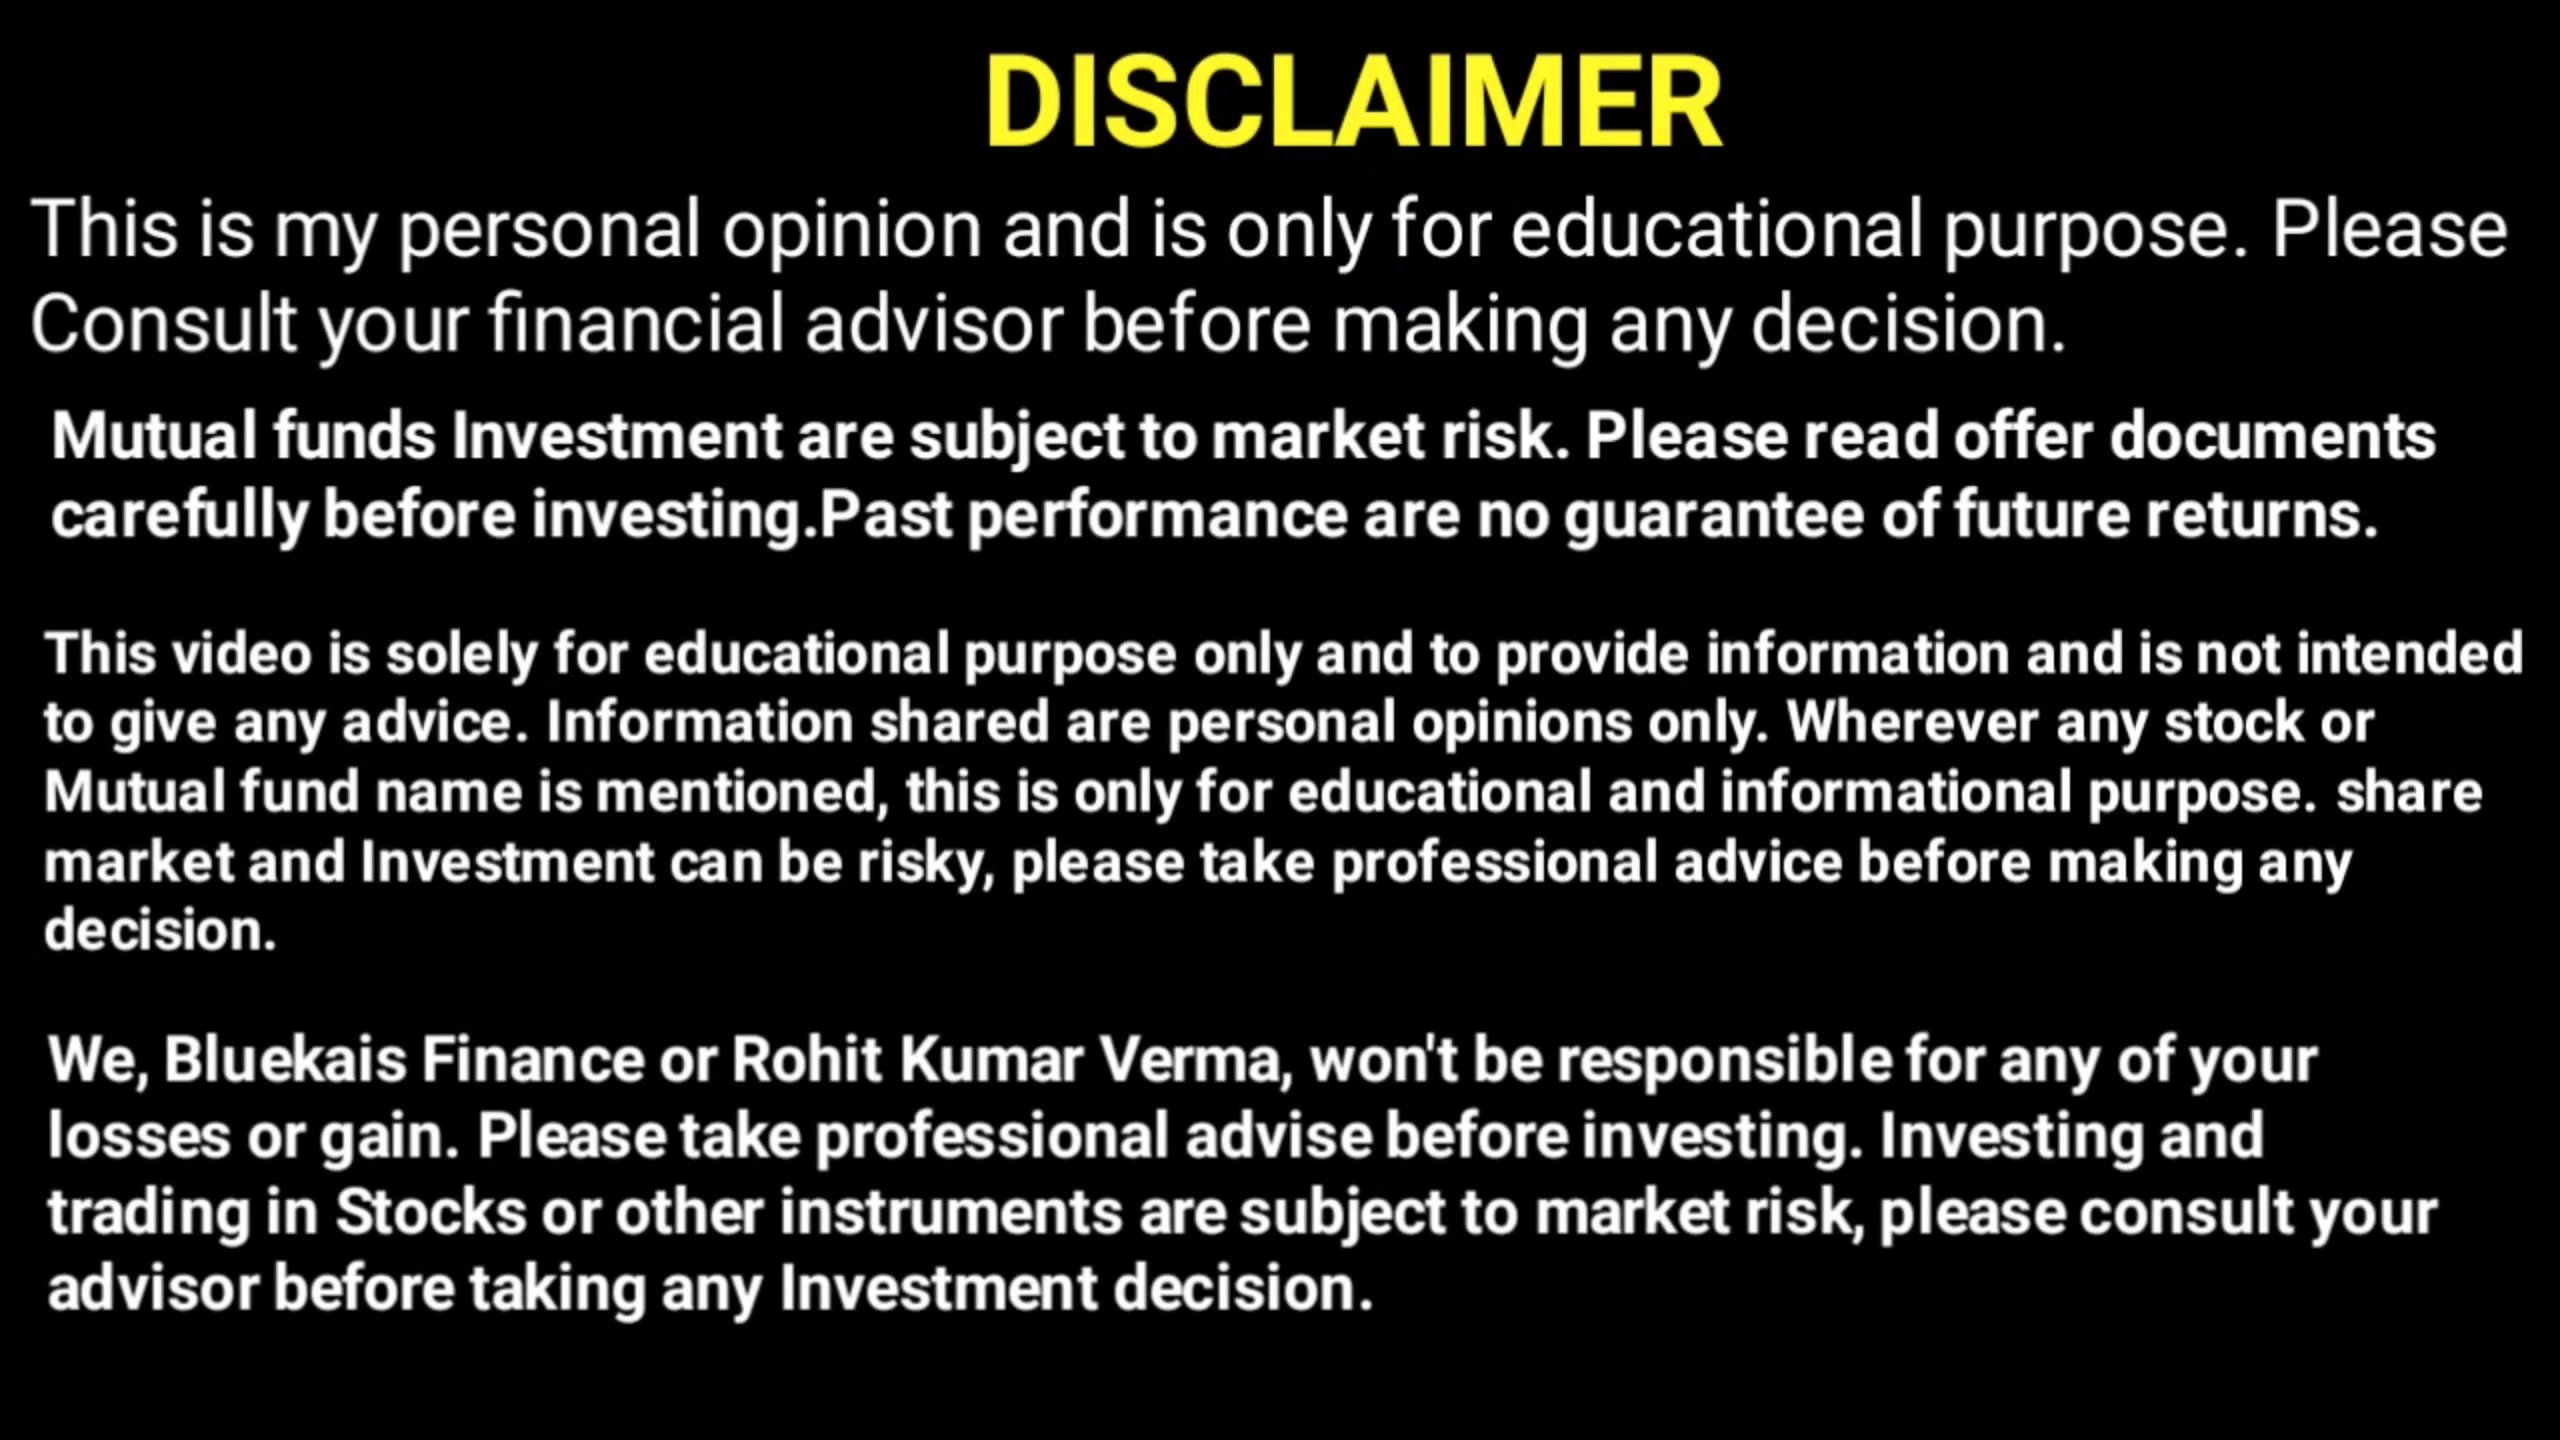 DISCLAIMER
This is my personal opinion and is only for educational purpose. Please
Consult your financial advisor before making any decision.
Mutual funds Investment are subject to market risk. Please read offer documents
carefully before investing.Past performance are no guarantee of future returns.
This video is solely for educational purpose only and to provide information and is not intended
to give any advice. Information shared are personal opinions only. Wherever any stock or
Mutual fund name is mentioned, this is only for educational and informational purpose. share
market and Investment can be risky, please take professional advice before making any
decision.
We, Bluekais Finance or Rohit Kumar Verma, won't be responsible for any of your
losses or gain. Please take professional advise before investing. Investing and
trading in Stocks or other instruments are subject to market risk, please consult your
advisor before taking any Investment decision.